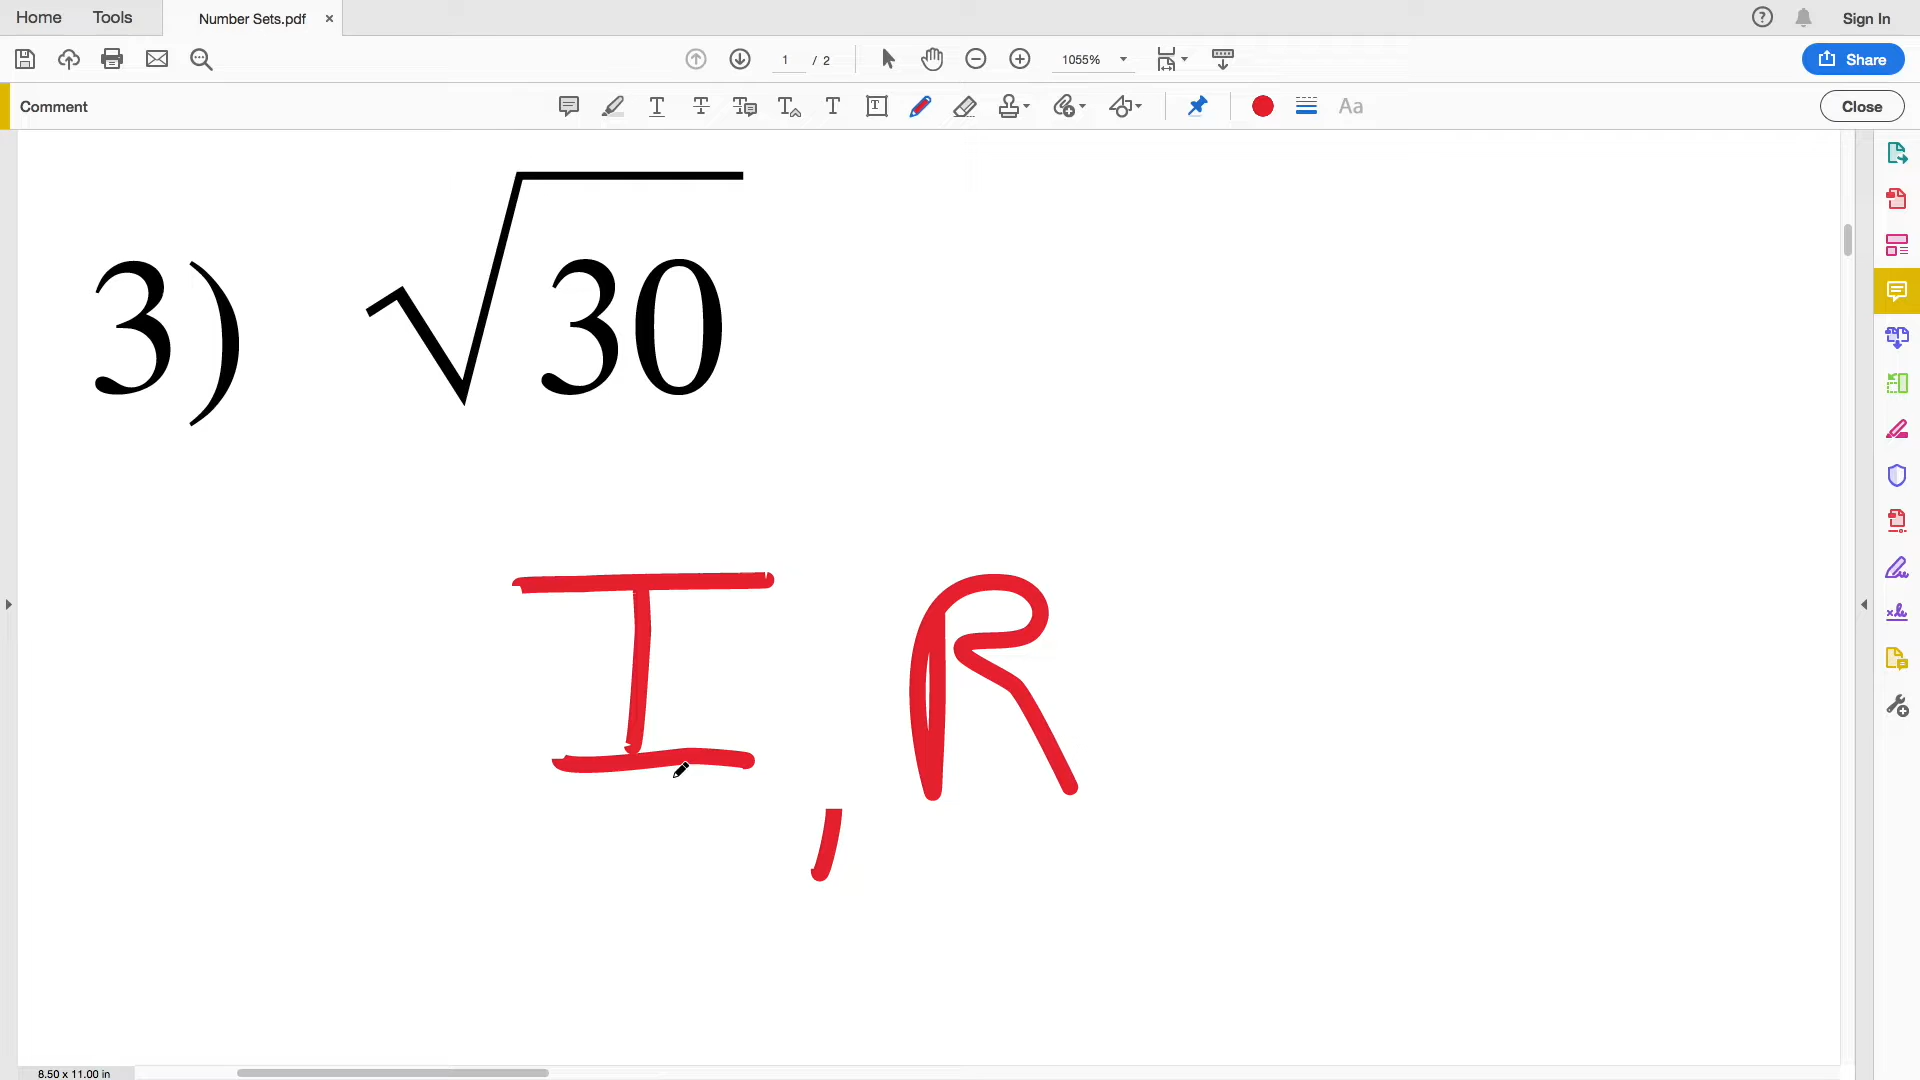 Home Tools Number Sets.pdf × Sign In
1 / 2 1055% Share
Comment Aa Close
3) √30
I, R
8.50 x 11.00 in